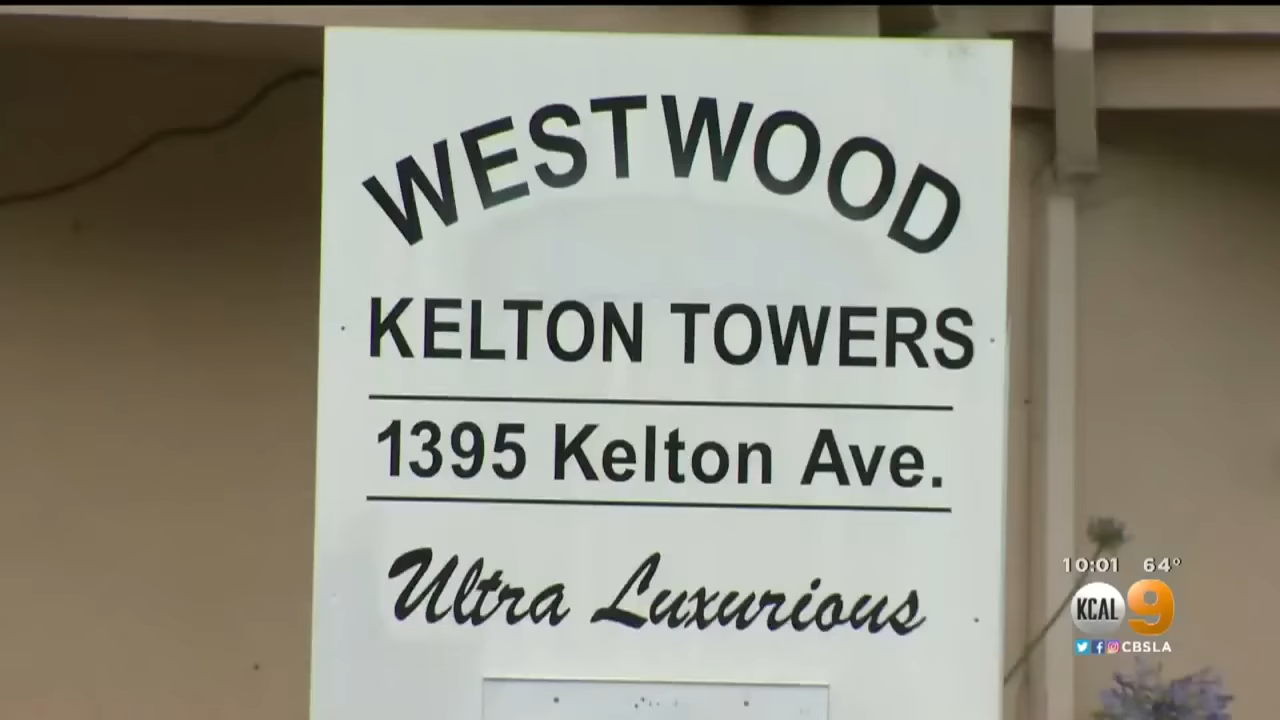 WESTWOOD
KELTON TOWERS
1395 Kelton Ave.
Ultra Luxurious
10:01 64°
KCAL 9
CBSLA